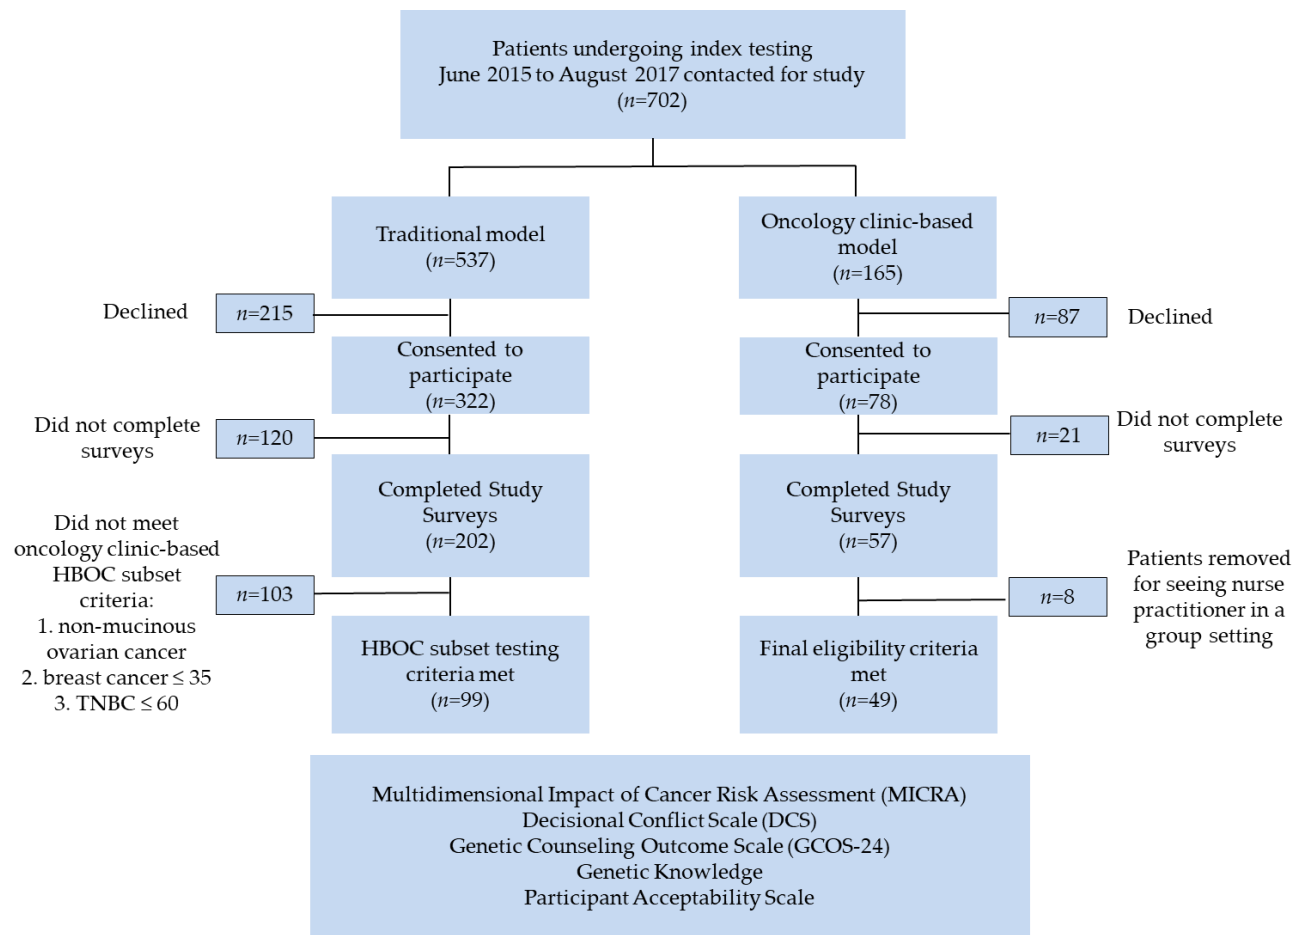 Patients undergoing index testing
June 2015 to August 2017 contacted for study
(n=702)
Traditional model
(n=537)
Oncology clinic-based
model
(n=165)
Declined
n=215
n=87
Declined
Consented to
participate
(n=322)
Consented to
participate
(n=78)
Did not complete
surveys
n=120
n=21
Did not complete
surveys
Completed Study
Surveys
(n=202)
Completed Study
Surveys
(n=57)
Did not meet
oncology clinic-based
HBOC subset
criteria:
1. non-mucinous
ovarian cancer
2. breast cancer ≤ 35
3. TNBC ≤ 60
n=103
n=8
Patients removed
for seeing nurse
practitioner in a
group setting
HBOC subset testing
criteria met
(n=99)
Final eligibility criteria
met
(n=49)
Multidimensional Impact of Cancer Risk Assessment (MICRA)
Decisional Conflict Scale (DCS)
Genetic Counseling Outcome Scale (GCOS-24)
Genetic Knowledge
Participant Acceptability Scale